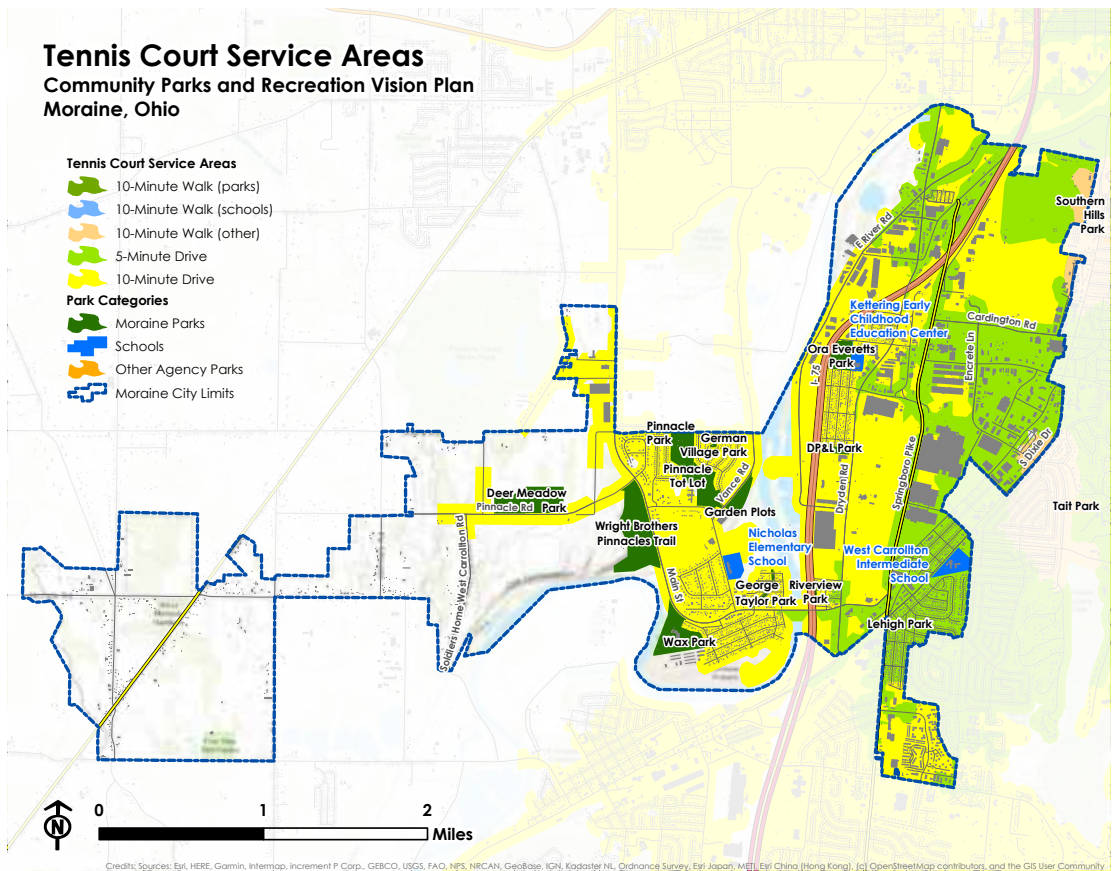 Tennis Court Service Areas
Community Parks and Recreation Vision Plan
Moraine, Ohio
Tennis Court Service Areas
10-Minute Walk (parks)
10-Minute Walk (schools)
10-Minute Walk (other)
5-Minute Drive
10-Minute Drive
Park Categories
Moraine Parks
Schools
Other Agency Parks
Moraine City Limits
Southern
Hills
Park
E River Rd
Kettering Early
Childhood
Education Center
Cardington Rd
Ora Everetts
Park
I- 75
Encrete Ln
Pinnacle
Park
German
Village Park
DP&L Park
S Dixie Dr
Pinnacle
Tot Lot
Vance Rd
Dryden Rd
Springboro Pike
Deer Meadow
Park
Pinnacle Rd
Garden Plots
Tait Park
Wright Brothers
Pinnacles Trail
Nicholas
Elementary
School
West Carrollton
Intermediate
School
Soldiers Home West Carrollton Rd
Main St
George
Taylor Park
Riverview
Park
Lehigh Park
Wax Park
N
0 1 2
Miles
Credits: Sources: Esri, HERE, Garmin, Intermap, increment P Corp., GEBCO, USGS, FAO, NPS, NRCAN, GeoBase, IGN, Kadaster NL, Ordnance Survey, Esri Japan, METI, Esri China (Hong Kong), (c) OpenStreetMap contributors, and the GIS User Community